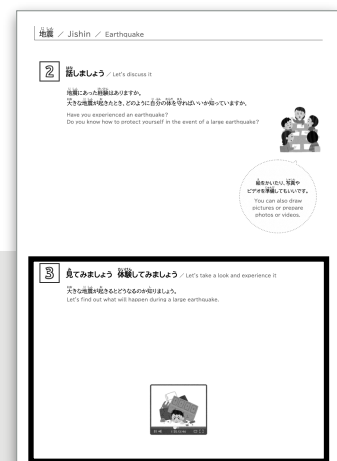 地震 / Jishin / Earthquake
2 話しましょう / Let's discuss it
地震にあった経験はありますか。
大きな地震が起きたとき、どのように自分の体を守ればいいか知っていますか。
Have you experienced an earthquake?
Do you know how to protect yourself in the event of a large earthquake?
絵をかいたり、写真や
ビデオを準備してもいいです。
You can also draw
pictures or prepare
photos or videos.
3 見てみましょう 体験してみましょう / Let's take a look and experience it
大きな地震が起きるとどうなるのか知りましょう。
Let's find out what will happen during a large earthquake.